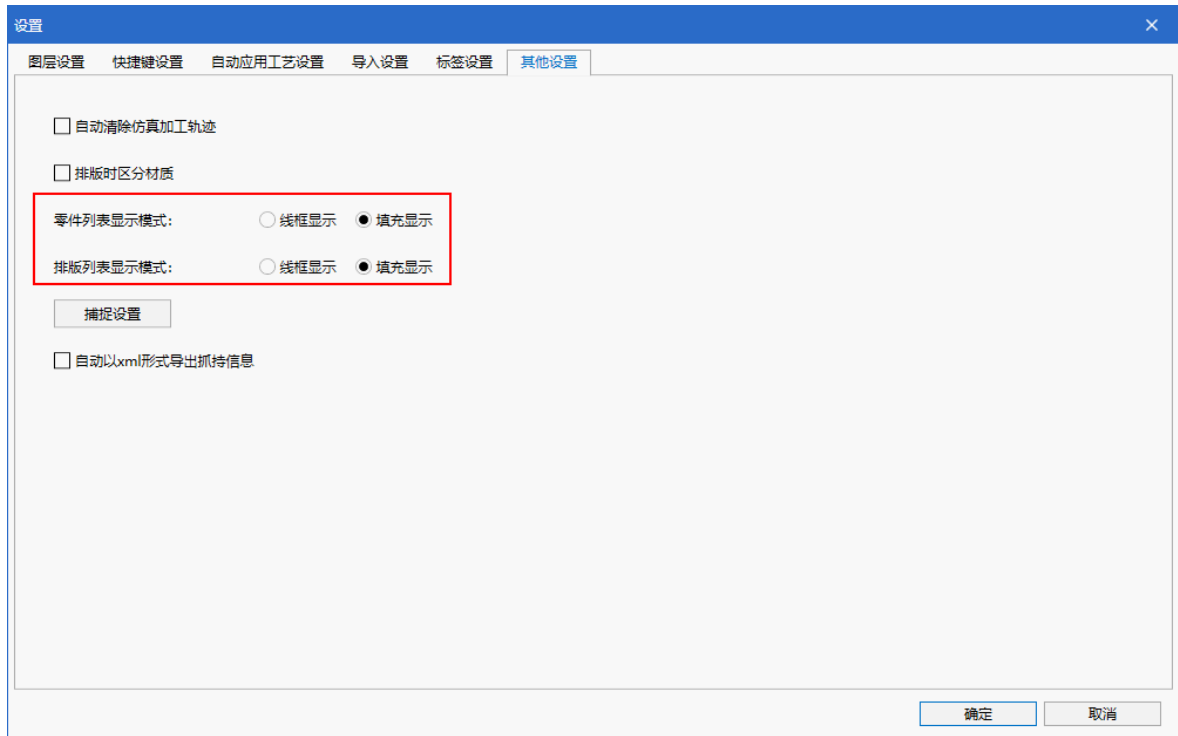 设置
图层设置 快捷键设置 自动应用工艺设置 导入设置 标签设置 其他设置
自动清除仿真加工轨迹
排版时区分材质
零件列表显示模式： 线框显示 填充显示
排版列表显示模式： 线框显示 填充显示
捕捉设置
自动以xml形式导出抓持信息
确定 取消